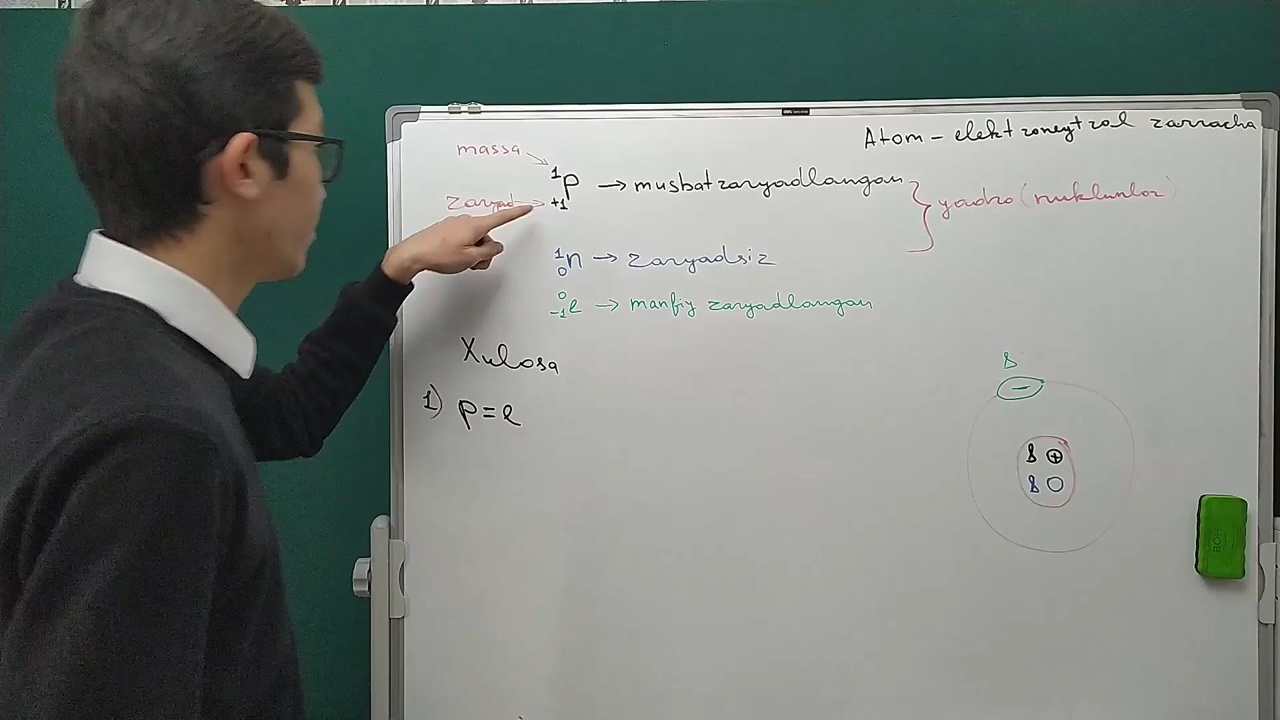 Atom – elektroneytral zarracha
massa
¹₊₁p → musbat zaryadlangan
zaryad
yadro (nuklunlar)
¹₀n → zaryadsiz
⁰₋₁e → manfiy zaryadlangan
Xulosa
1) p = e
8 −
8 +
8